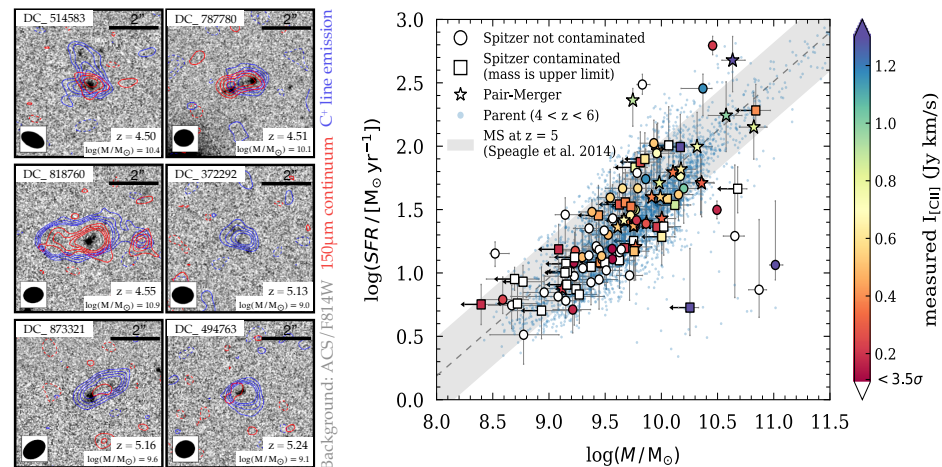 DC_514583
2"
z = 4.50
log(M/M⊙) = 10.4
DC_787780
2"
z = 4.51
log(M/M⊙) = 10.1
DC_818760
2"
z = 4.55
log(M/M⊙) = 10.9
DC_372292
2"
z = 5.13
log(M/M⊙) = 9.0
DC_873321
2"
z = 5.16
log(M/M⊙) = 9.6
DC_494763
2"
z = 5.24
log(M/M⊙) = 9.1
Background: ACS/F814W 150μm continuum C⁺ line emission
Spitzer not contaminated
Spitzer contaminated
(mass is upper limit)
Pair-Merger
Parent (4 < z < 6)
MS at z = 5
(Speagle et al. 2014)
log(SFR/[M⊙ yr⁻¹])
3.0
2.5
2.0
1.5
1.0
0.5
0.0
8.0 8.5 9.0 9.5 10.0 10.5 11.0 11.5
log(M/M⊙)
1.2
1.0
0.8
0.6
0.4
0.2
< 3.5σ
measured I[CII] (Jy km/s)